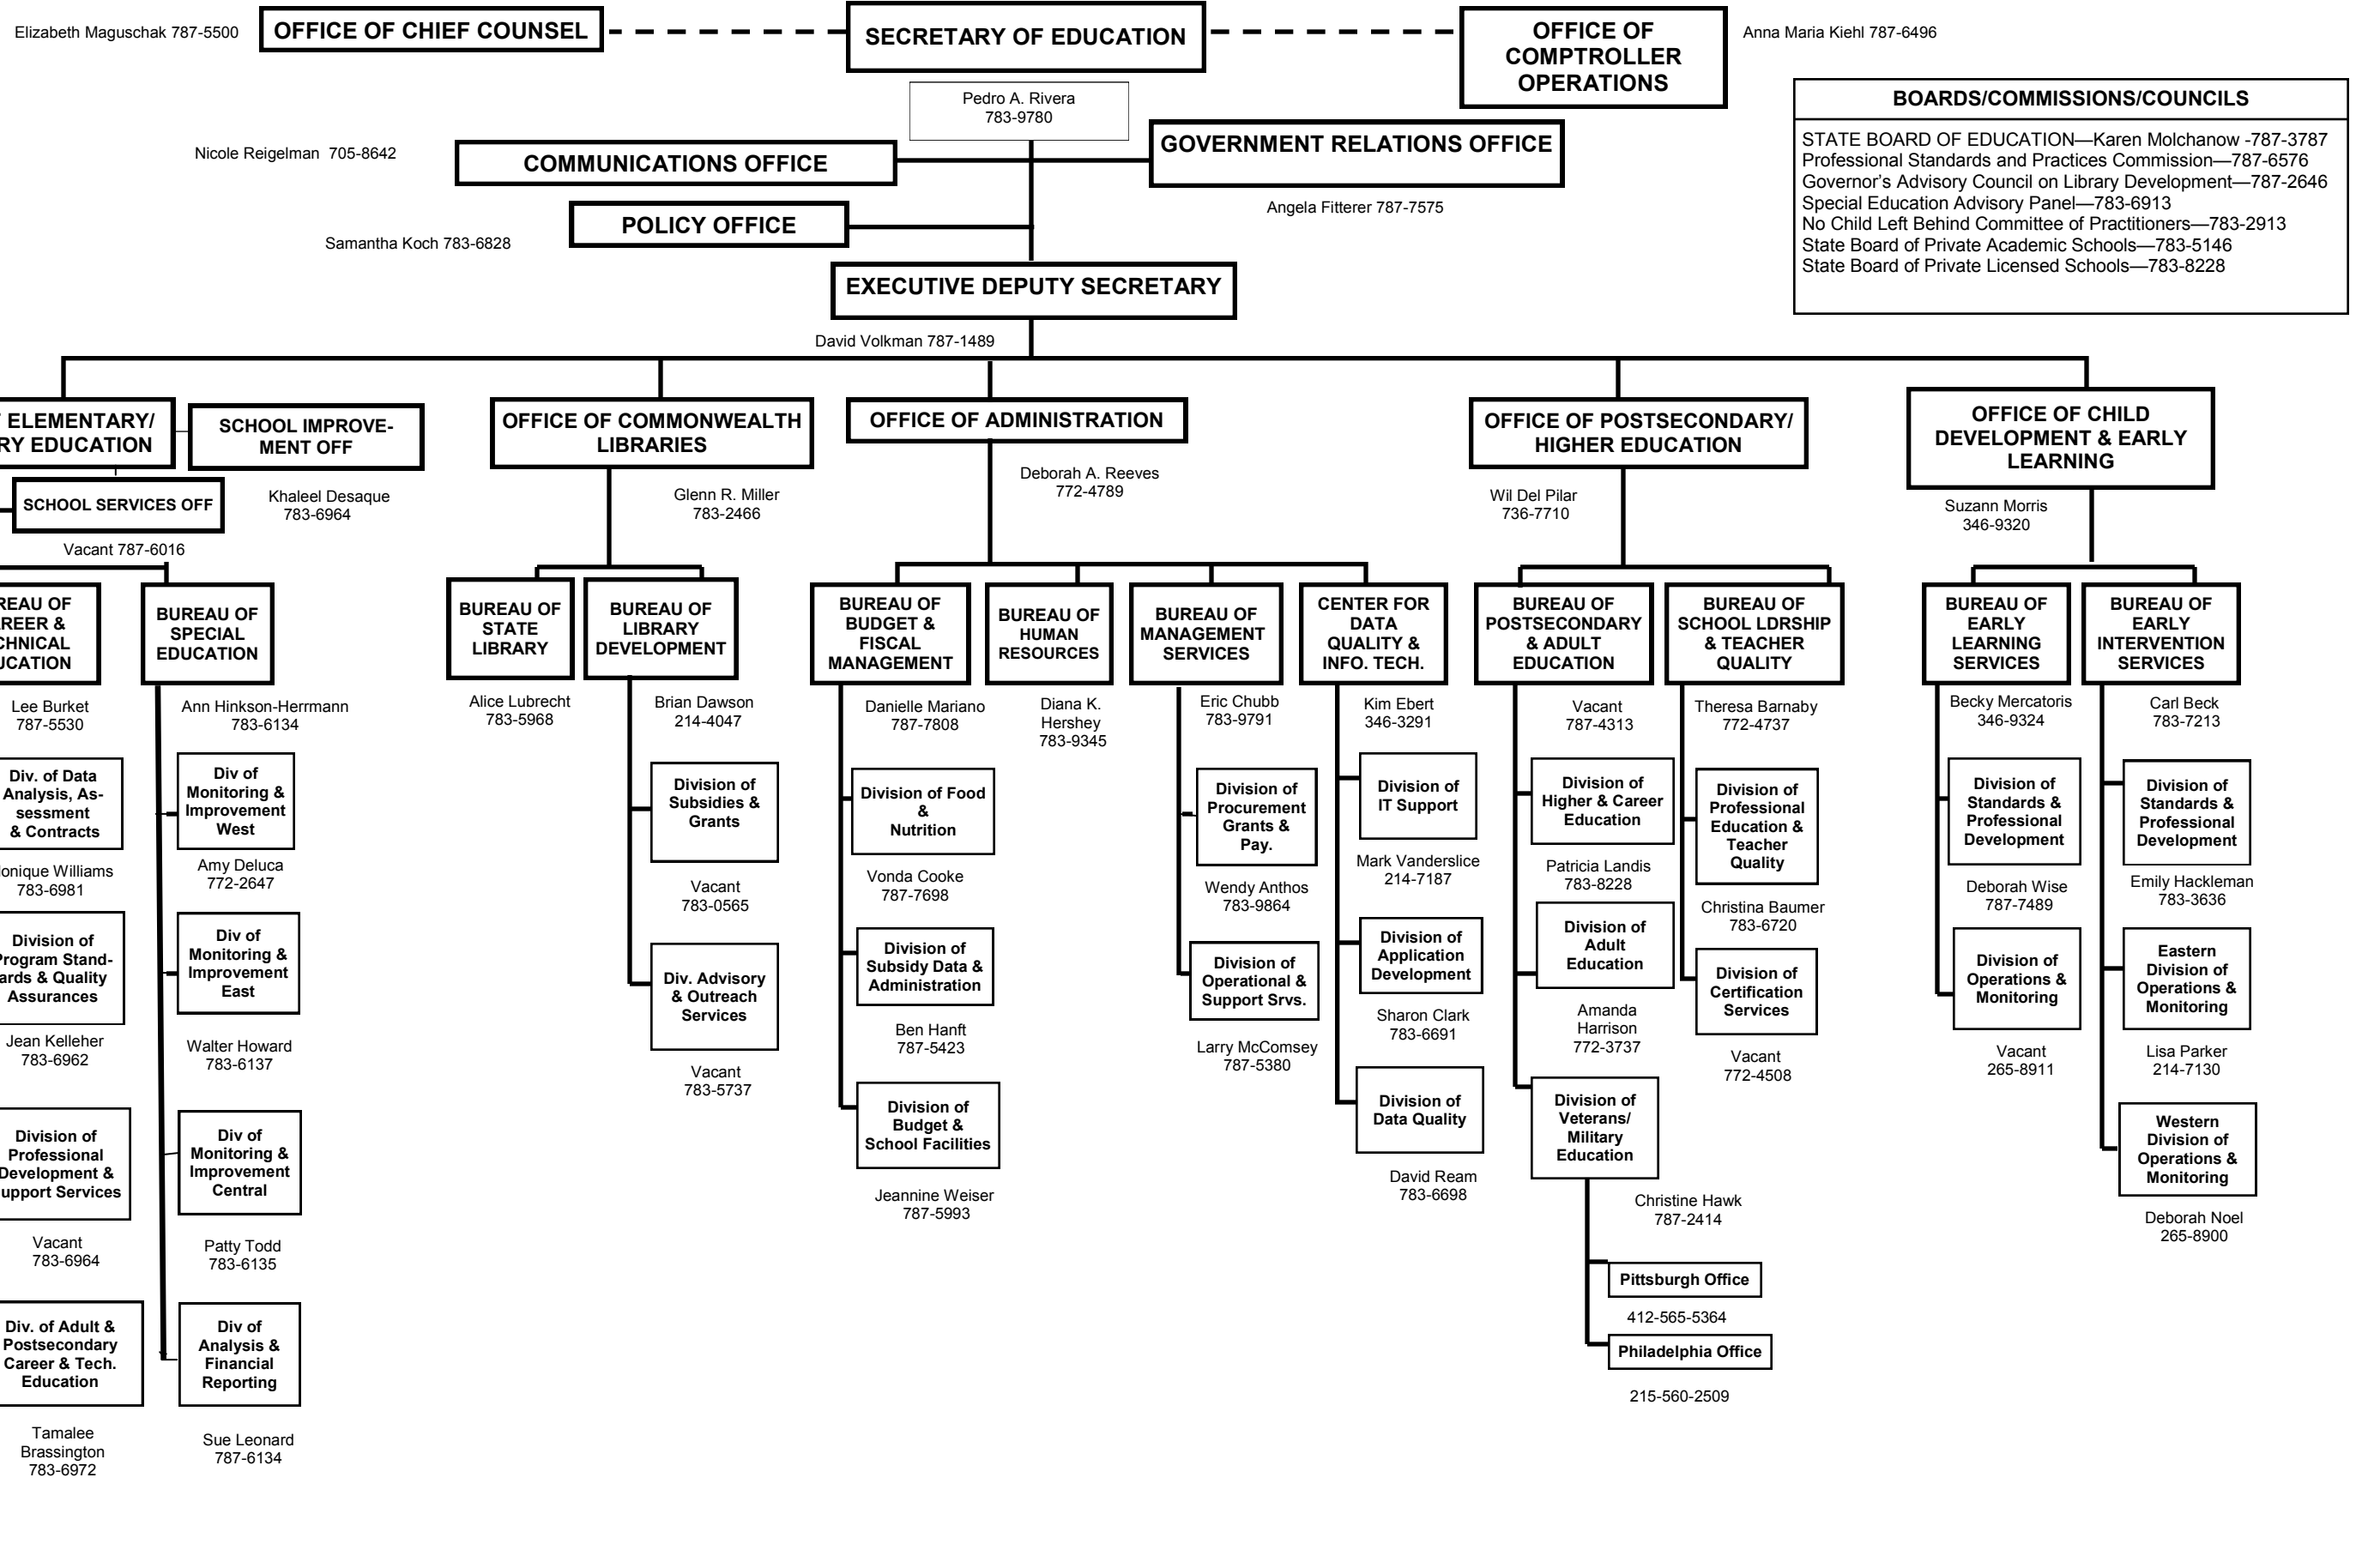 Elizabeth Maguschak 787-5500
OFFICE OF CHIEF COUNSEL
SECRETARY OF EDUCATION
OFFICE OF
COMPTROLLER
OPERATIONS
Anna Maria Kiehl 787-6496
Pedro A. Rivera
783-9780
BOARDS/COMMISSIONS/COUNCILS
STATE BOARD OF EDUCATION—Karen Molchanow -787-3787
Professional Standards and Practices Commission—787-6576
Governor’s Advisory Council on Library Development—787-2646
Special Education Advisory Panel—783-6913
No Child Left Behind Committee of Practitioners—783-2913
State Board of Private Academic Schools—783-5146
State Board of Private Licensed Schools—783-8228
Nicole Reigelman 705-8642
COMMUNICATIONS OFFICE
GOVERNMENT RELATIONS OFFICE
Angela Fitterer 787-7575
POLICY OFFICE
Samantha Koch 783-6828
EXECUTIVE DEPUTY SECRETARY
David Volkman 787-1489
ELEMENTARY/
RY EDUCATION
SCHOOL IMPROVE-
MENT OFF
Khaleel Desaque
783-6964
SCHOOL SERVICES OFF
Vacant 787-6016
REAU OF
REER &
CHNICAL
UCATION
Lee Burket
787-5530
Div. of Data
Analysis, As-
sessment
& Contracts
onique Williams
783-6981
Division of
Program Stand-
ards & Quality
Assurances
Jean Kelleher
783-6962
Division of
Professional
Development &
upport Services
Vacant
783-6964
Div. of Adult &
Postsecondary
Career & Tech.
Education
Tamalee
Brassington
783-6972
BUREAU OF
SPECIAL
EDUCATION
Ann Hinkson-Herrmann
783-6134
Div of
Monitoring &
Improvement
West
Amy Deluca
772-2647
Div of
Monitoring &
Improvement
East
Walter Howard
783-6137
Div of
Monitoring &
Improvement
Central
Patty Todd
783-6135
Div of
Analysis &
Financial
Reporting
Sue Leonard
787-6134
OFFICE OF COMMONWEALTH
LIBRARIES
Glenn R. Miller
783-2466
BUREAU OF
STATE
LIBRARY
Alice Lubrecht
783-5968
BUREAU OF
LIBRARY
DEVELOPMENT
Brian Dawson
214-4047
Division of
Subsidies &
Grants
Vacant
783-0565
Div. Advisory
& Outreach
Services
Vacant
783-5737
OFFICE OF ADMINISTRATION
Deborah A. Reeves
772-4789
BUREAU OF
BUDGET &
FISCAL
MANAGEMENT
Danielle Mariano
787-7808
Division of Food
&
Nutrition
Vonda Cooke
787-7698
Division of
Subsidy Data &
Administration
Ben Hanft
787-5423
Division of
Budget &
School Facilities
Jeannine Weiser
787-5993
BUREAU OF
HUMAN
RESOURCES
Diana K.
Hershey
783-9345
BUREAU OF
MANAGEMENT
SERVICES
Eric Chubb
783-9791
Division of
Procurement
Grants &
Pay.
Wendy Anthos
783-9864
Division of
Operational &
Support Srvs.
Larry McComsey
787-5380
CENTER FOR
DATA
QUALITY &
INFO. TECH.
Kim Ebert
346-3291
Division of
IT Support
Mark Vanderslice
214-7187
Division of
Application
Development
Sharon Clark
783-6691
Division of
Data Quality
David Ream
783-6698
OFFICE OF POSTSECONDARY/
HIGHER EDUCATION
Wil Del Pilar
736-7710
BUREAU OF
POSTSECONDARY
& ADULT
EDUCATION
Vacant
787-4313
Division of
Higher & Career
Education
Patricia Landis
783-8228
Division of
Adult
Education
Amanda
Harrison
772-3737
Division of
Veterans/
Military
Education
Christine Hawk
787-2414
Pittsburgh Office
412-565-5364
Philadelphia Office
215-560-2509
BUREAU OF
SCHOOL LDRSHIP
& TEACHER
QUALITY
Theresa Barnaby
772-4737
Division of
Professional
Education &
Teacher
Quality
Christina Baumer
783-6720
Division of
Certification
Services
Vacant
772-4508
OFFICE OF CHILD
DEVELOPMENT & EARLY
LEARNING
Suzann Morris
346-9320
BUREAU OF
EARLY
LEARNING
SERVICES
Becky Mercatoris
346-9324
Division of
Standards &
Professional
Development
Deborah Wise
787-7489
Division of
Operations &
Monitoring
Vacant
265-8911
BUREAU OF
EARLY
INTERVENTION
SERVICES
Carl Beck
783-7213
Division of
Standards &
Professional
Development
Emily Hackleman
783-3636
Eastern
Division of
Operations &
Monitoring
Lisa Parker
214-7130
Western
Division of
Operations &
Monitoring
Deborah Noel
265-8900